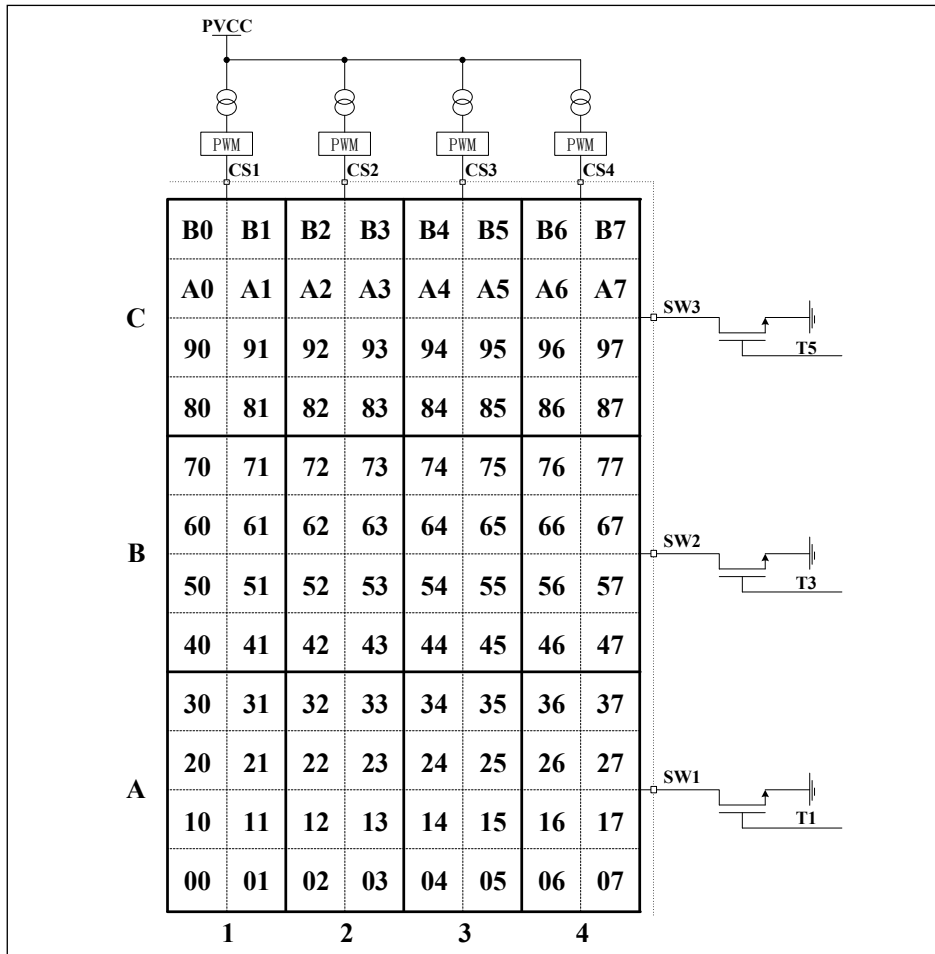 PVCC
PWM PWM PWM PWM
CS1 CS2 CS3 CS4
B0 B1 B2 B3 B4 B5 B6 B7
A0 A1 A2 A3 A4 A5 A6 A7
C SW3
90 91 92 93 94 95 96 97 T5
80 81 82 83 84 85 86 87
70 71 72 73 74 75 76 77
60 61 62 63 64 65 66 67
B SW2
50 51 52 53 54 55 56 57 T3
40 41 42 43 44 45 46 47
30 31 32 33 34 35 36 37
20 21 22 23 24 25 26 27
A SW1
10 11 12 13 14 15 16 17 T1
00 01 02 03 04 05 06 07
1 2 3 4